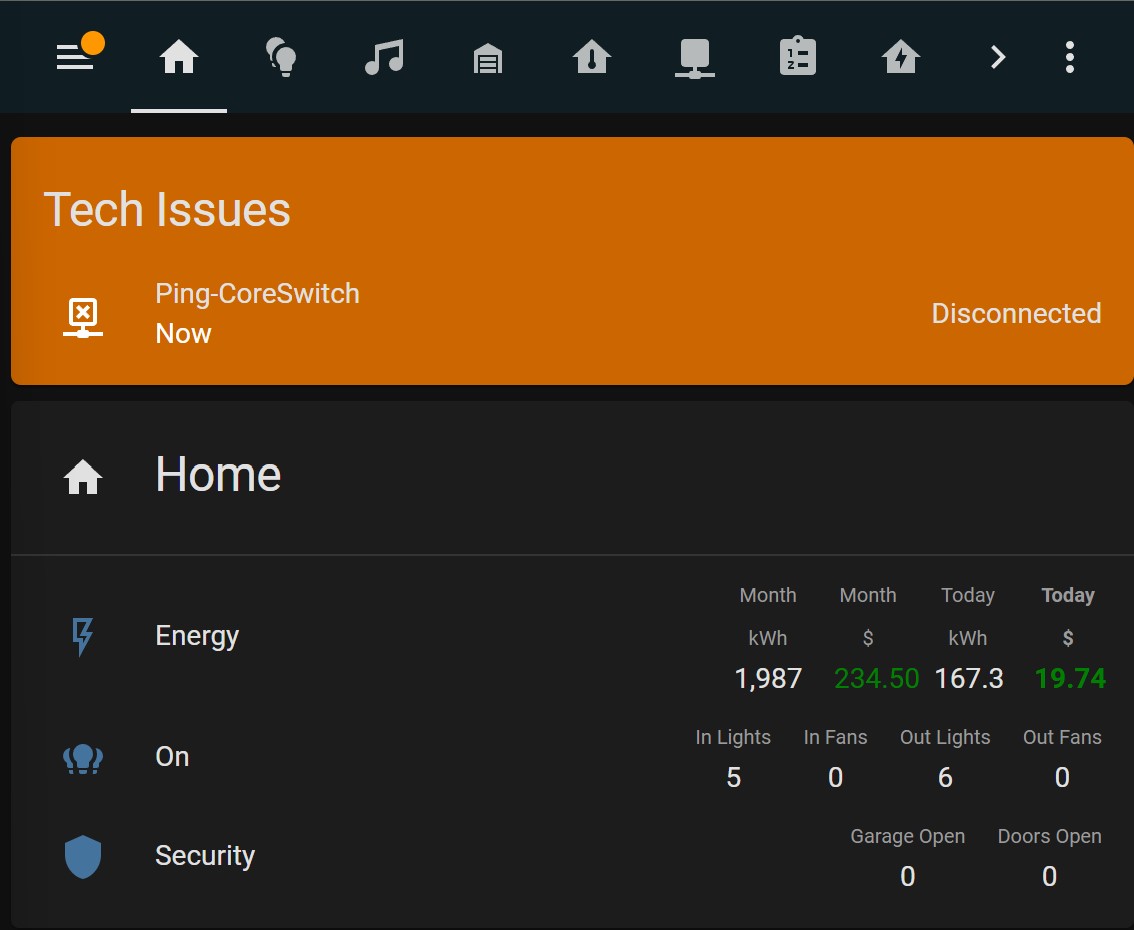 1
2
Tech Issues
Ping-CoreSwitch
Now
Disconnected
Home
Month Month Today Today
kWh $ kWh $
Energy
1,987 234.50 167.3 19.74
In Lights In Fans Out Lights Out Fans
On
5 0 6 0
Garage Open Doors Open
Security
0 0